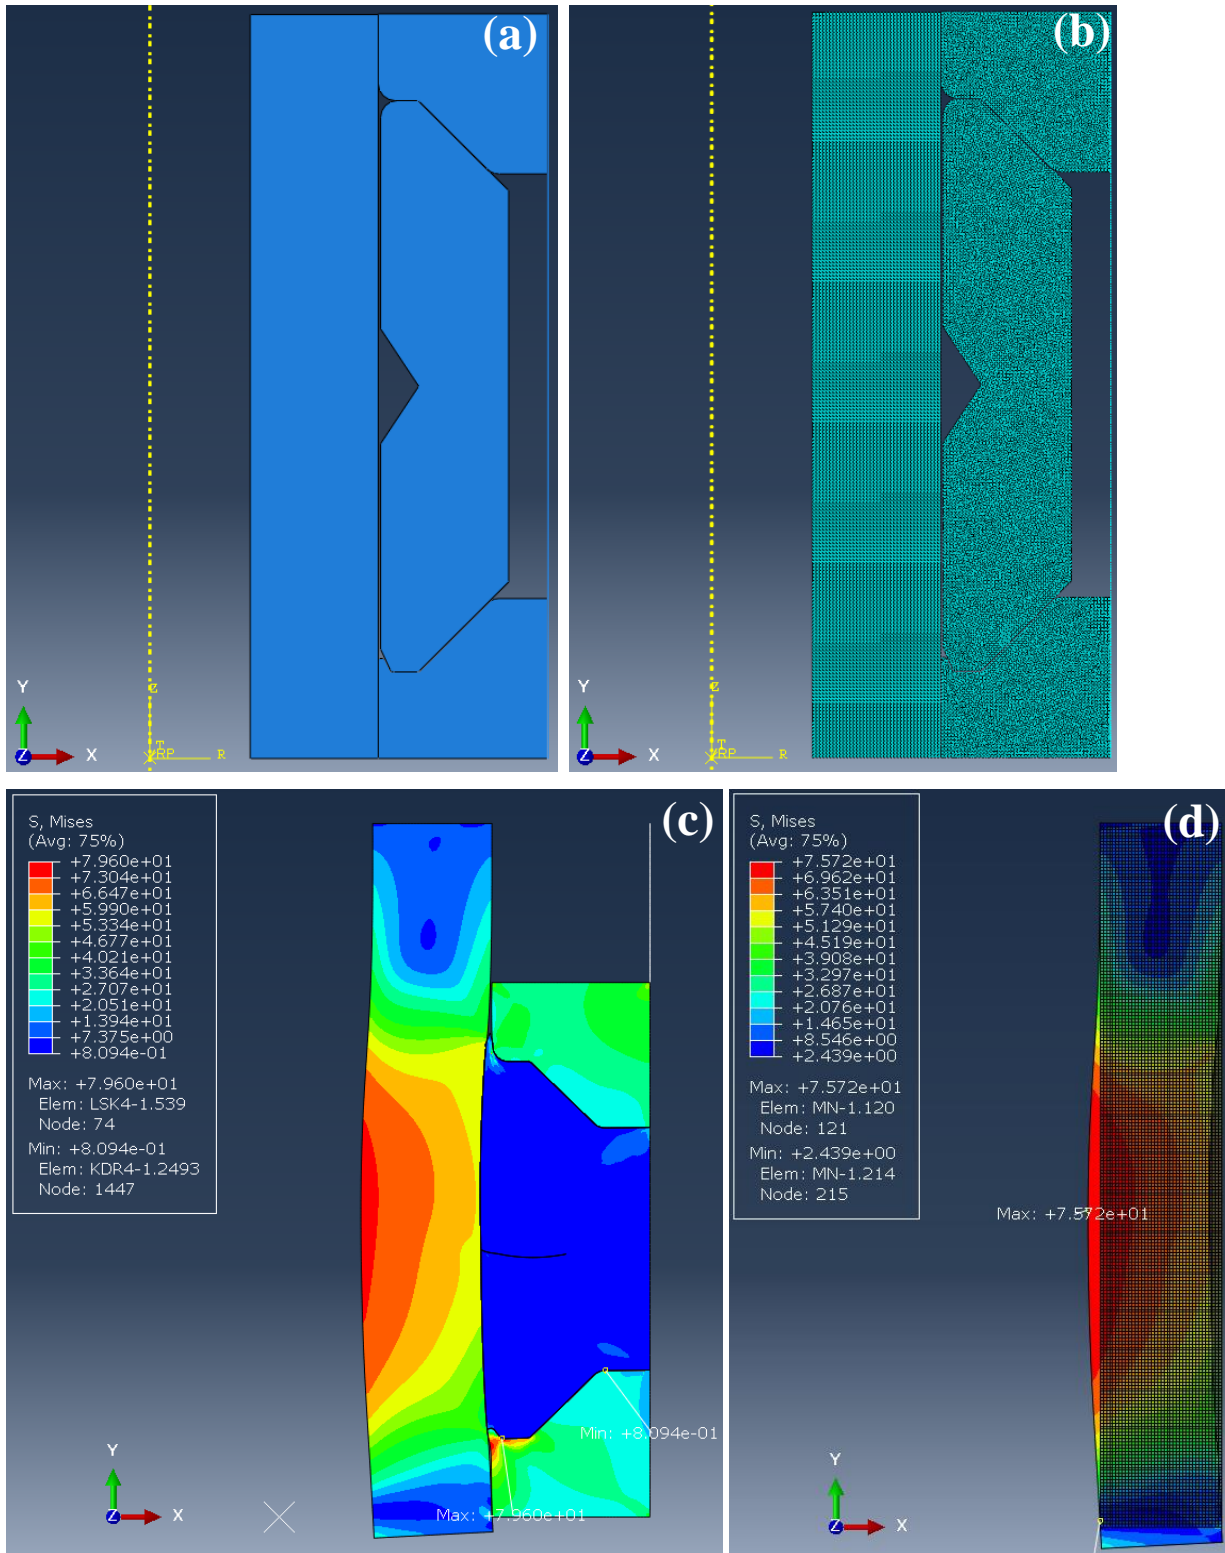 (a)
Y
Z
X
Z
T
RP
R
(b)
Y
Z
X
Z
T
RP
R
(c)
S, Mises
(Avg: 75%)
+7.960e+01
+7.304e+01
+6.647e+01
+5.990e+01
+5.334e+01
+4.677e+01
+4.021e+01
+3.364e+01
+2.707e+01
+2.051e+01
+1.394e+01
+7.375e+00
+8.094e-01
Max: +7.960e+01
Elem: LSK4-1.539
Node: 74
Min: +8.094e-01
Elem: KDR4-1.2493
Node: 1447
Min: +8.094e-01
Max: +7.960e+01
Y
Z
X
(d)
S, Mises
(Avg: 75%)
+7.572e+01
+6.962e+01
+6.351e+01
+5.740e+01
+5.129e+01
+4.519e+01
+3.908e+01
+3.297e+01
+2.687e+01
+2.076e+01
+1.465e+01
+8.546e+00
+2.439e+00
Max: +7.572e+01
Elem: MN-1.120
Node: 121
Min: +2.439e+00
Elem: MN-1.214
Node: 215
Max: +7.572e+01
Y
Z
X